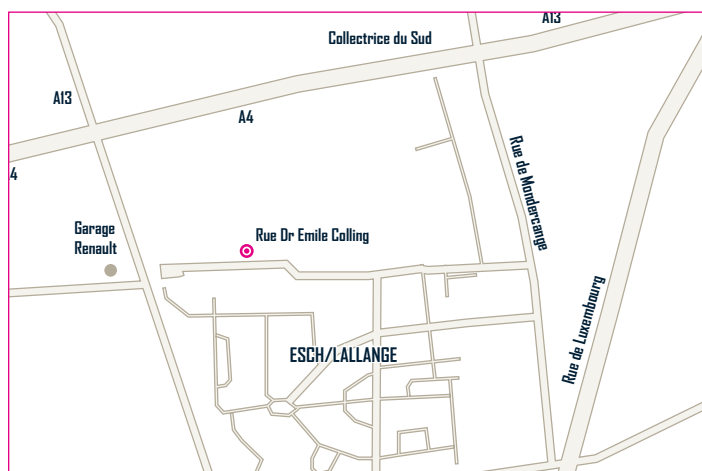 A13
Collectrice du Sud
A13
A4
4
Rue de Mondercange
Garage
Renault
Rue Dr Emile Colling
Rue de Luxembourg
ESCH/LALLANGE